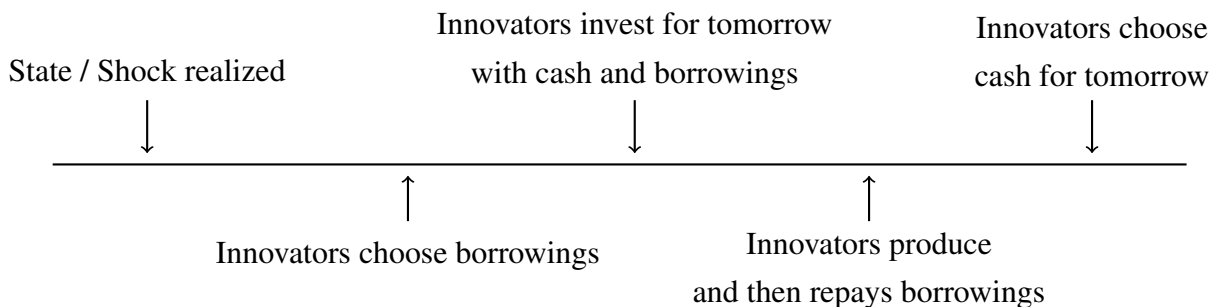 State / Shock realized
Innovators choose borrowings
Innovators invest for tomorrow
with cash and borrowings
Innovators produce
and then repays borrowings
Innovators choose
cash for tomorrow